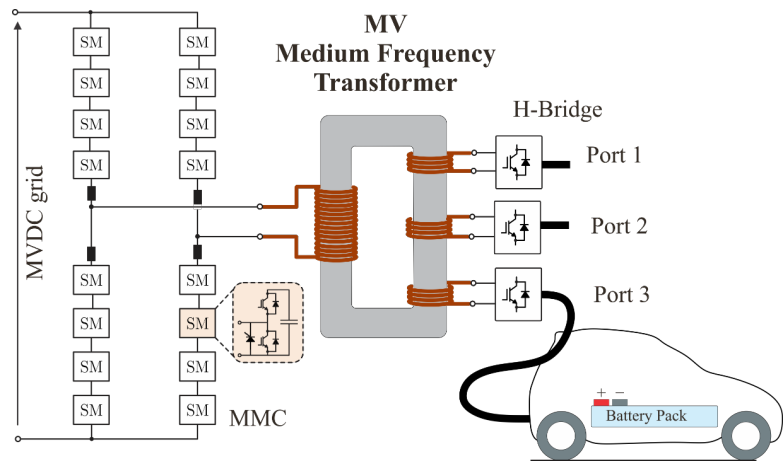 MV
Medium Frequency
Transformer
H-Bridge
SM SM
SM SM
SM SM
SM SM
MVDC grid
SM SM
SM SM
SM SM
SM SM
MMC
Port 1
Port 2
Port 3
+ −
Battery Pack